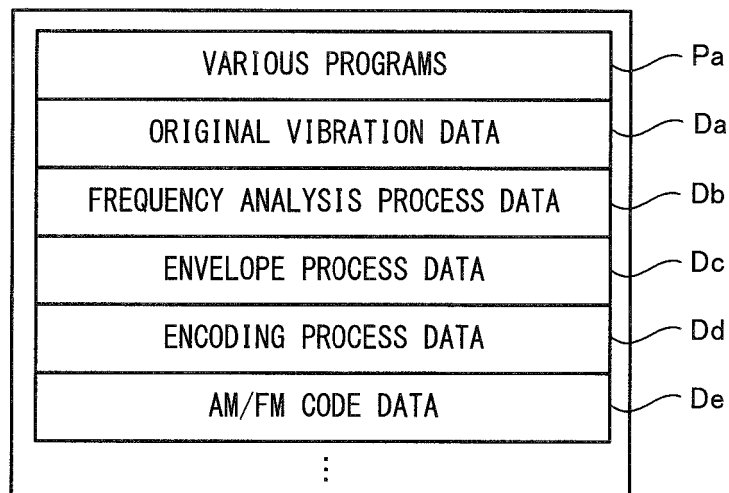 VARIOUS PROGRAMS Pa
ORIGINAL VIBRATION DATA Da
FREQUENCY ANALYSIS PROCESS DATA Db
ENVELOPE PROCESS DATA Dc
ENCODING PROCESS DATA Dd
AM/FM CODE DATA De
⋮